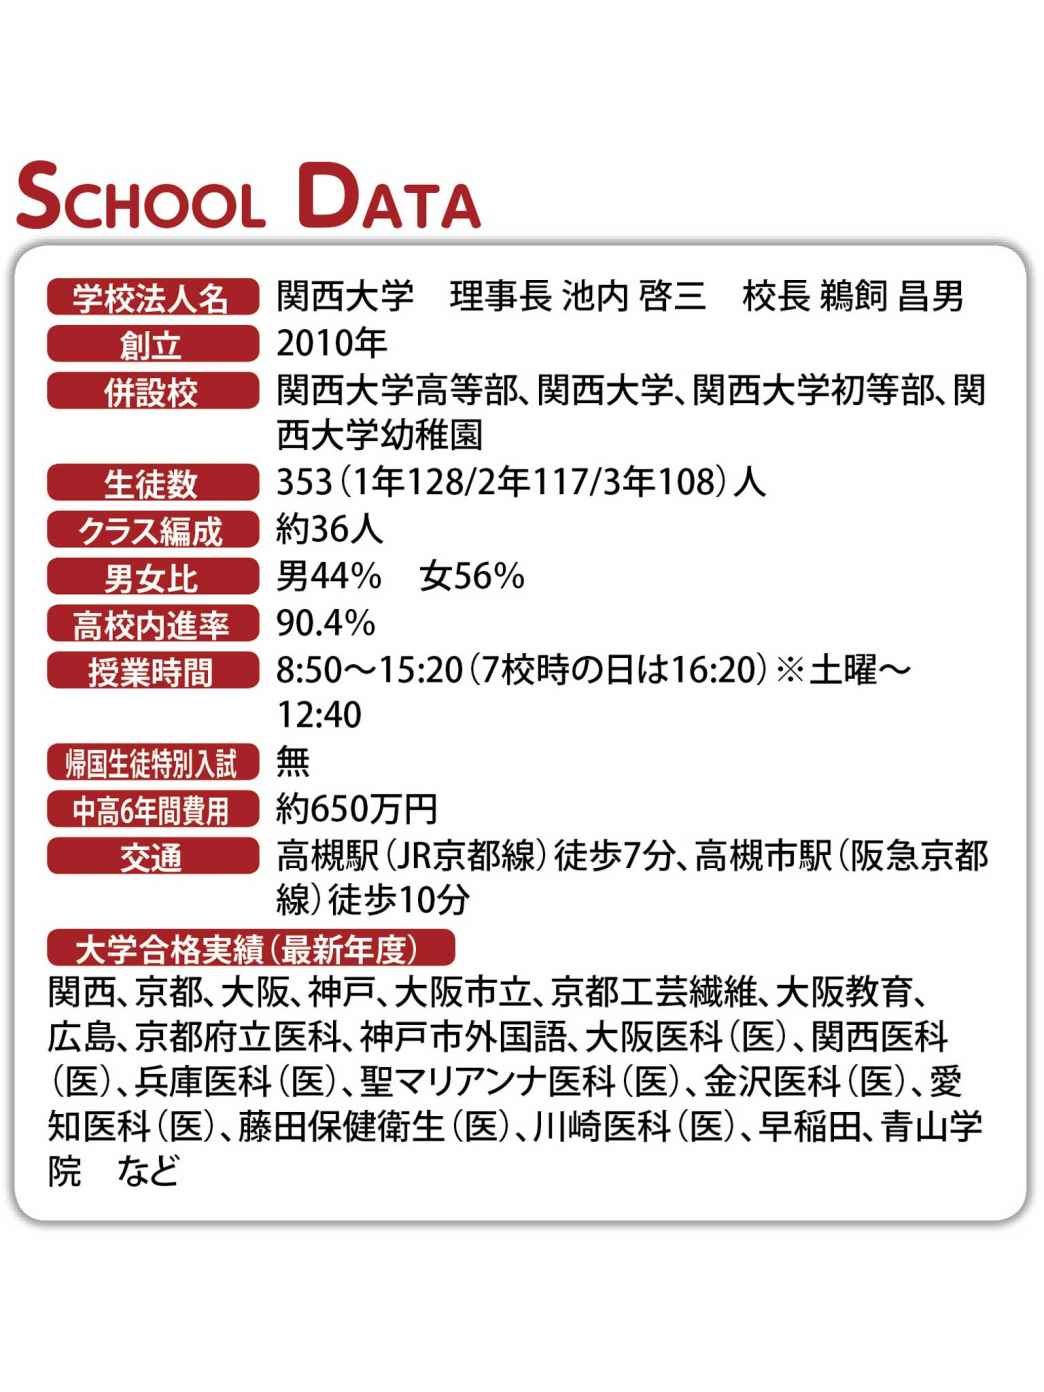 SCHOOL DATA
学校法人名 関西大学　理事長 池内 啓三　校長 鵜飼 昌男
創立 2010年
併設校 関西大学高等部、関西大学、関西大学初等部、関
西大学幼稚園
生徒数 353（1年128/2年117/3年108）人
クラス編成 約36人
男女比 男44%　女56%
高校内進率 90.4%
授業時間 8:50〜15:20（7校時の日は16:20）※土曜〜
12:40
帰国生徒特別入試 無
中高6年間費用 約650万円
交通 高槻駅（JR京都線）徒歩7分、高槻市駅（阪急京都
線）徒歩10分
大学合格実績（最新年度）
関西、京都、大阪、神戸、大阪市立、京都工芸繊維、大阪教育、
広島、京都府立医科、神戸市外国語、大阪医科（医）、関西医科
（医）、兵庫医科（医）、聖マリアンナ医科（医）、金沢医科（医）、愛
知医科（医）、藤田保健衛生（医）、川崎医科（医）、早稲田、青山学
院　など